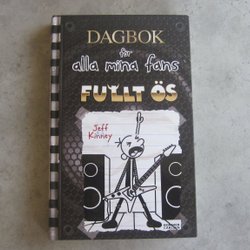 DAGBOK
för
alla mina fans
FULLT ÖS
Jeff
Kinney